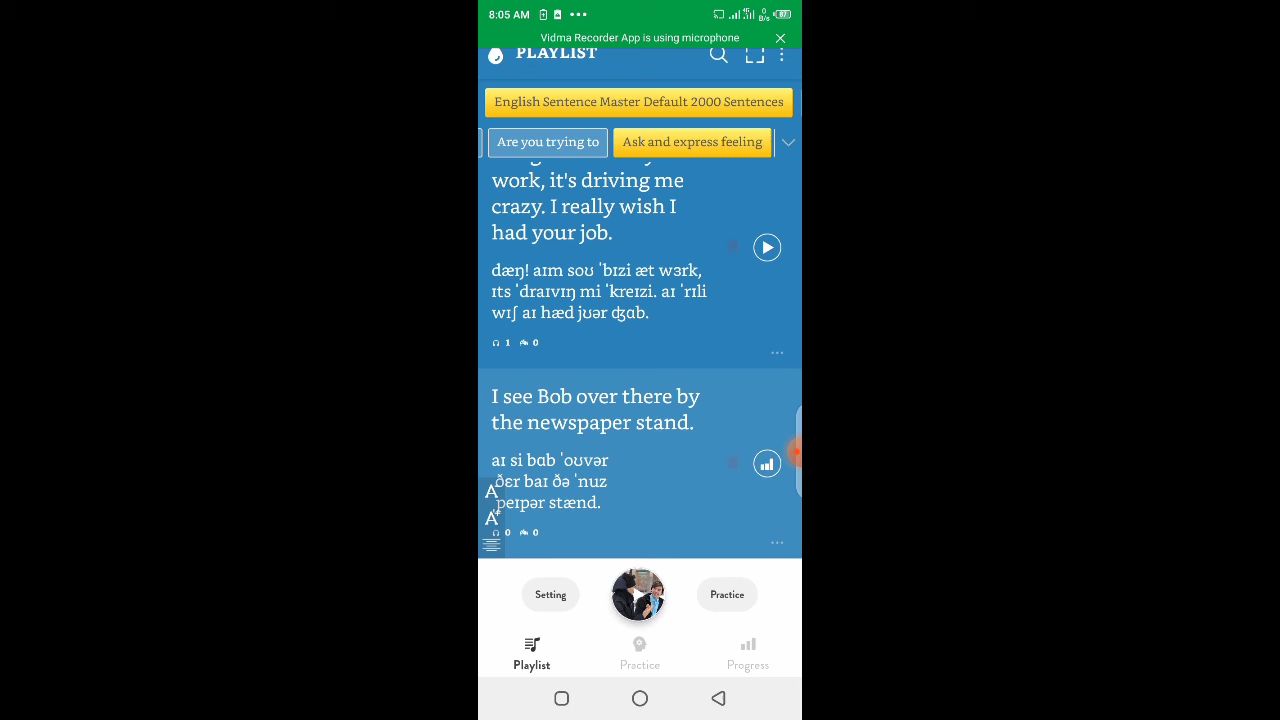 8:05 AM
4G
0
B/s
87
Vidma Recorder App is using microphone
PLAYLIST
English Sentence Master Default 2000 Sentences
Are you trying to
Ask and express feeling
work, it's driving me
crazy. I really wish I
had your job.
dæŋ! aɪm soʊ ˈbɪzi æt wɜrk,
ɪts ˈdraɪvɪŋ mi ˈkreɪzi. aɪ ˈrɪli
wɪʃ aɪ hæd jʊər ʤɑb.
1
0
I see Bob over there by
the newspaper stand.
aɪ si bɑb ˈoʊvər
ðɛr baɪ ðə ˈnuz
ˌpeɪpər stænd.
A
A+
0
0
Setting
Practice
Playlist
Practice
Progress